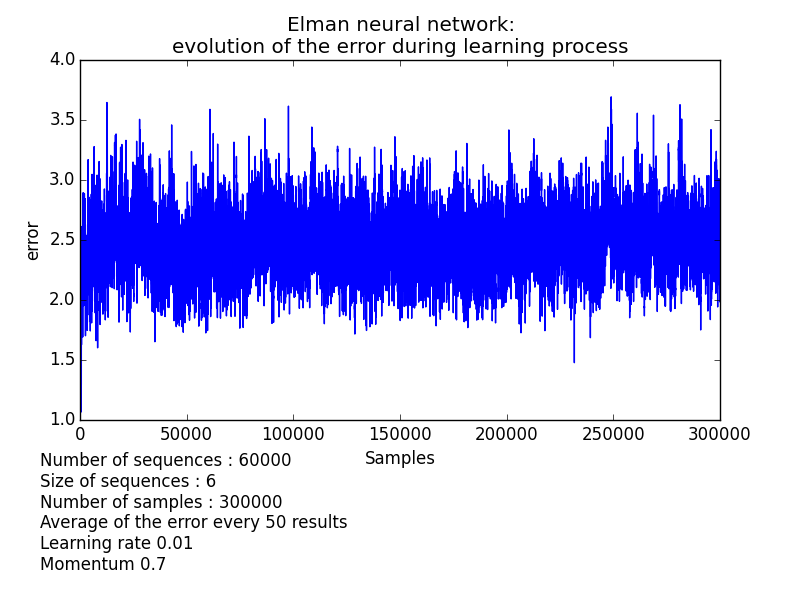 Elman neural network:
evolution of the error during learning process
4.0
3.5
3.0
2.5
2.0
1.5
1.0
error
0 50000 100000 150000 200000 250000 300000
Samples
Number of sequences : 60000
Size of sequences : 6
Number of samples : 300000
Average of the error every 50 results
Learning rate 0.01
Momentum 0.7